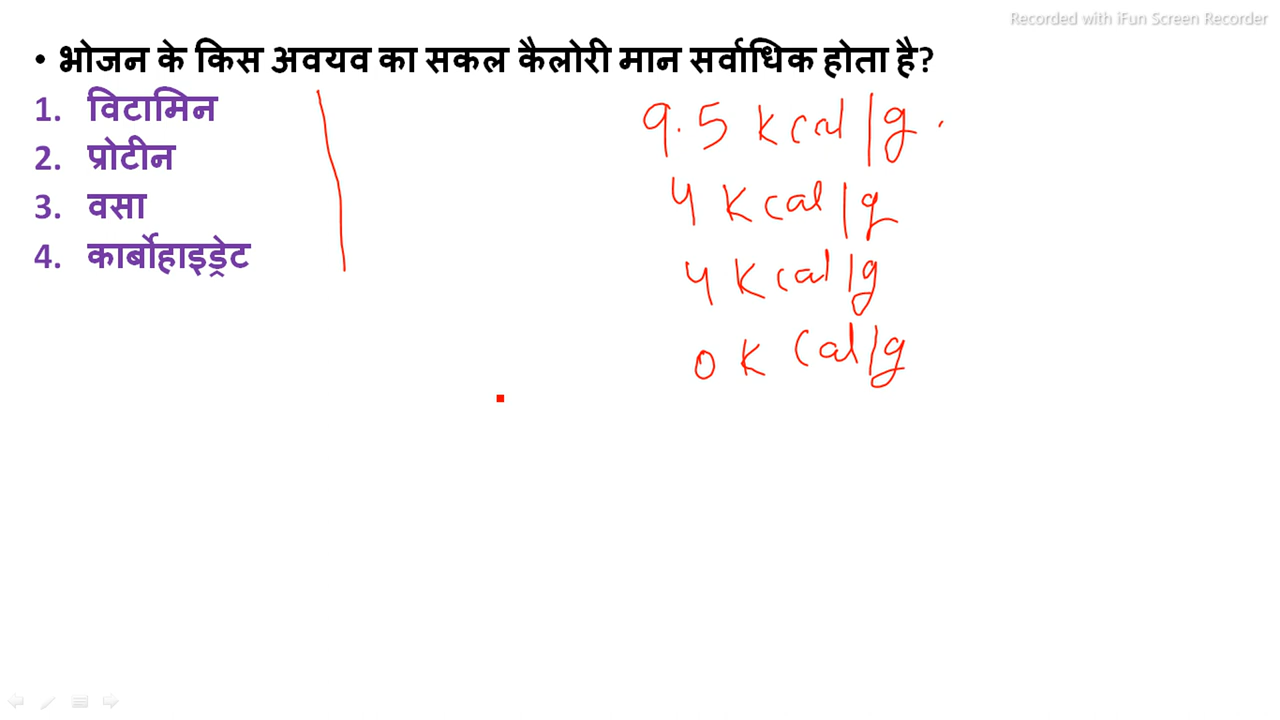 Recorded with iFun Screen Recorder
• भोजन के किस अवयव का सकल कैलोरी मान सर्वाधिक होता है?
1. विटामिन
2. प्रोटीन
3. वसा
4. कार्बोहाइड्रेट
9.5 kcal/g
4 kcal/g
4 kcal/g
0 kcal/g